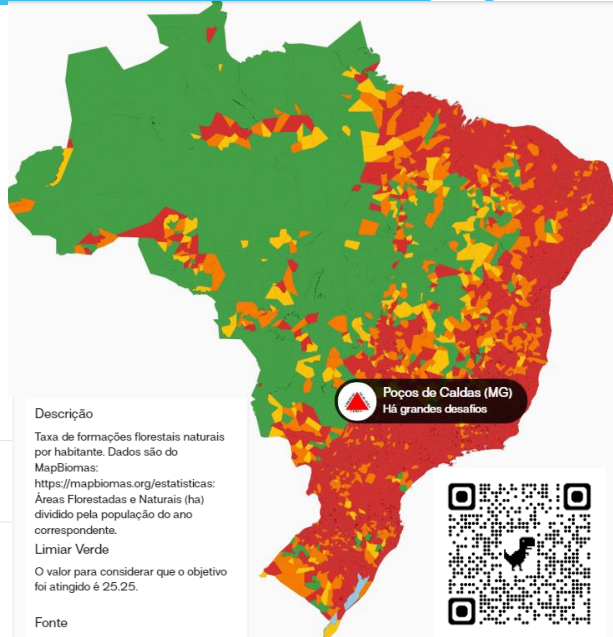 Poços de Caldas (MG)
Há grandes desafios
Descrição
Taxa de formações florestais naturais
por habitante. Dados são do
MapBiomas:
https://mapbiomas.org/estatisticas:
Áreas Florestadas e Naturais (ha)
dividido pela população do ano
correspondente.
Limiar Verde
O valor para considerar que o objetivo
foi atingido é 25.25.
Fonte